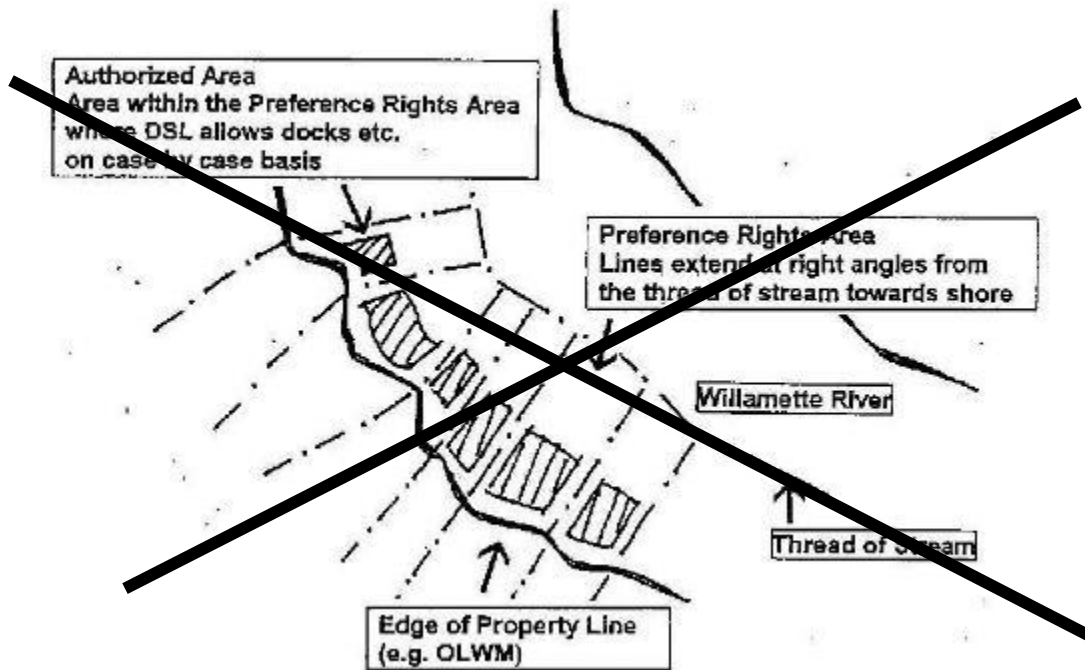 Authorized Area
Area within the Preference Rights Area
where DSL allows docks etc.
on case by case basis
Preference Rights Area
Lines extend at right angles from
the thread of stream towards shore
Willamette River
Thread of Stream
Edge of Property Line
(e.g. OLWM)